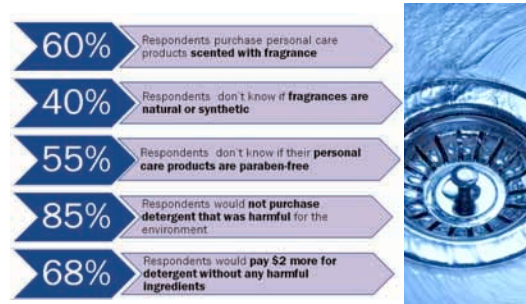 60%
Respondents purchase personal care
products scented with fragrance
40%
Respondents don't know if fragrances are
natural or synthetic
55%
Respondents don't know if their personal
care products are paraben-free
85%
Respondents would not purchase
detergent that was harmful for the
environment
68%
Respondents would pay $2 more for
detergent without any harmful
ingredients